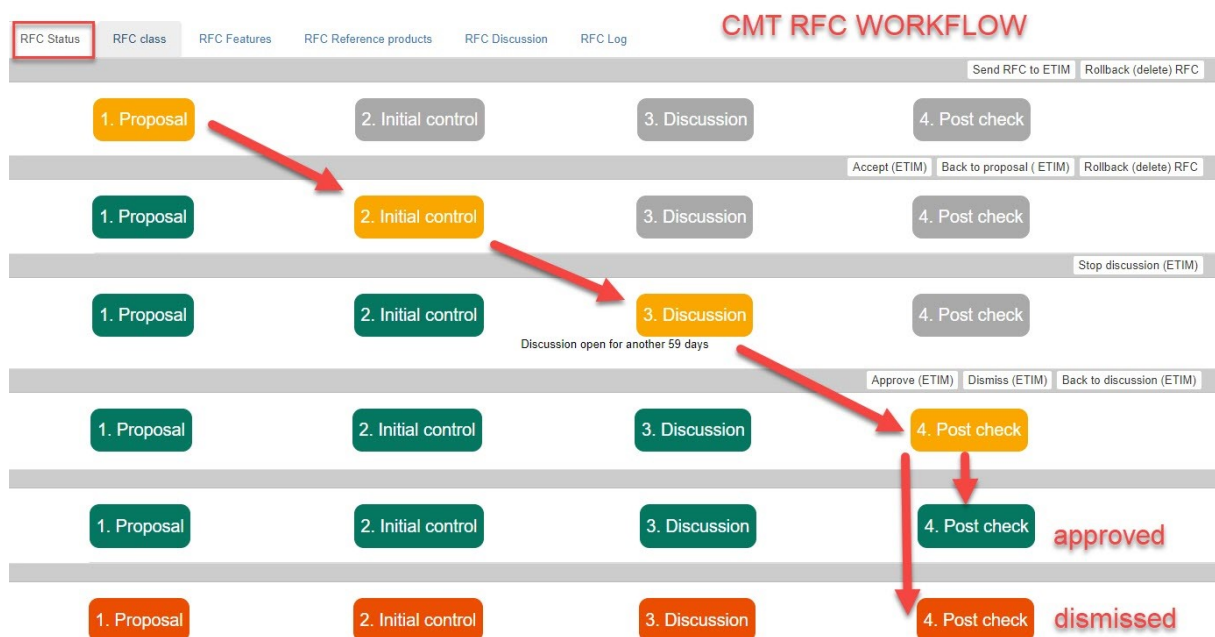 CMT RFC WORKFLOW
RFC Status RFC class RFC Features RFC Reference products RFC Discussion RFC Log
Send RFC to ETIM Rollback (delete) RFC
1. Proposal 2. Initial control 3. Discussion 4. Post check
Accept (ETIM) Back to proposal ( ETIM) Rollback (delete) RFC
1. Proposal 2. Initial control 3. Discussion 4. Post check
Stop discussion (ETIM)
1. Proposal 2. Initial control 3. Discussion 4. Post check
Discussion open for another 59 days
Approve (ETIM) Dismiss (ETIM) Back to discussion (ETIM)
1. Proposal 2. Initial control 3. Discussion 4. Post check
1. Proposal 2. Initial control 3. Discussion 4. Post check approved
1. Proposal 2. Initial control 3. Discussion 4. Post check dismissed